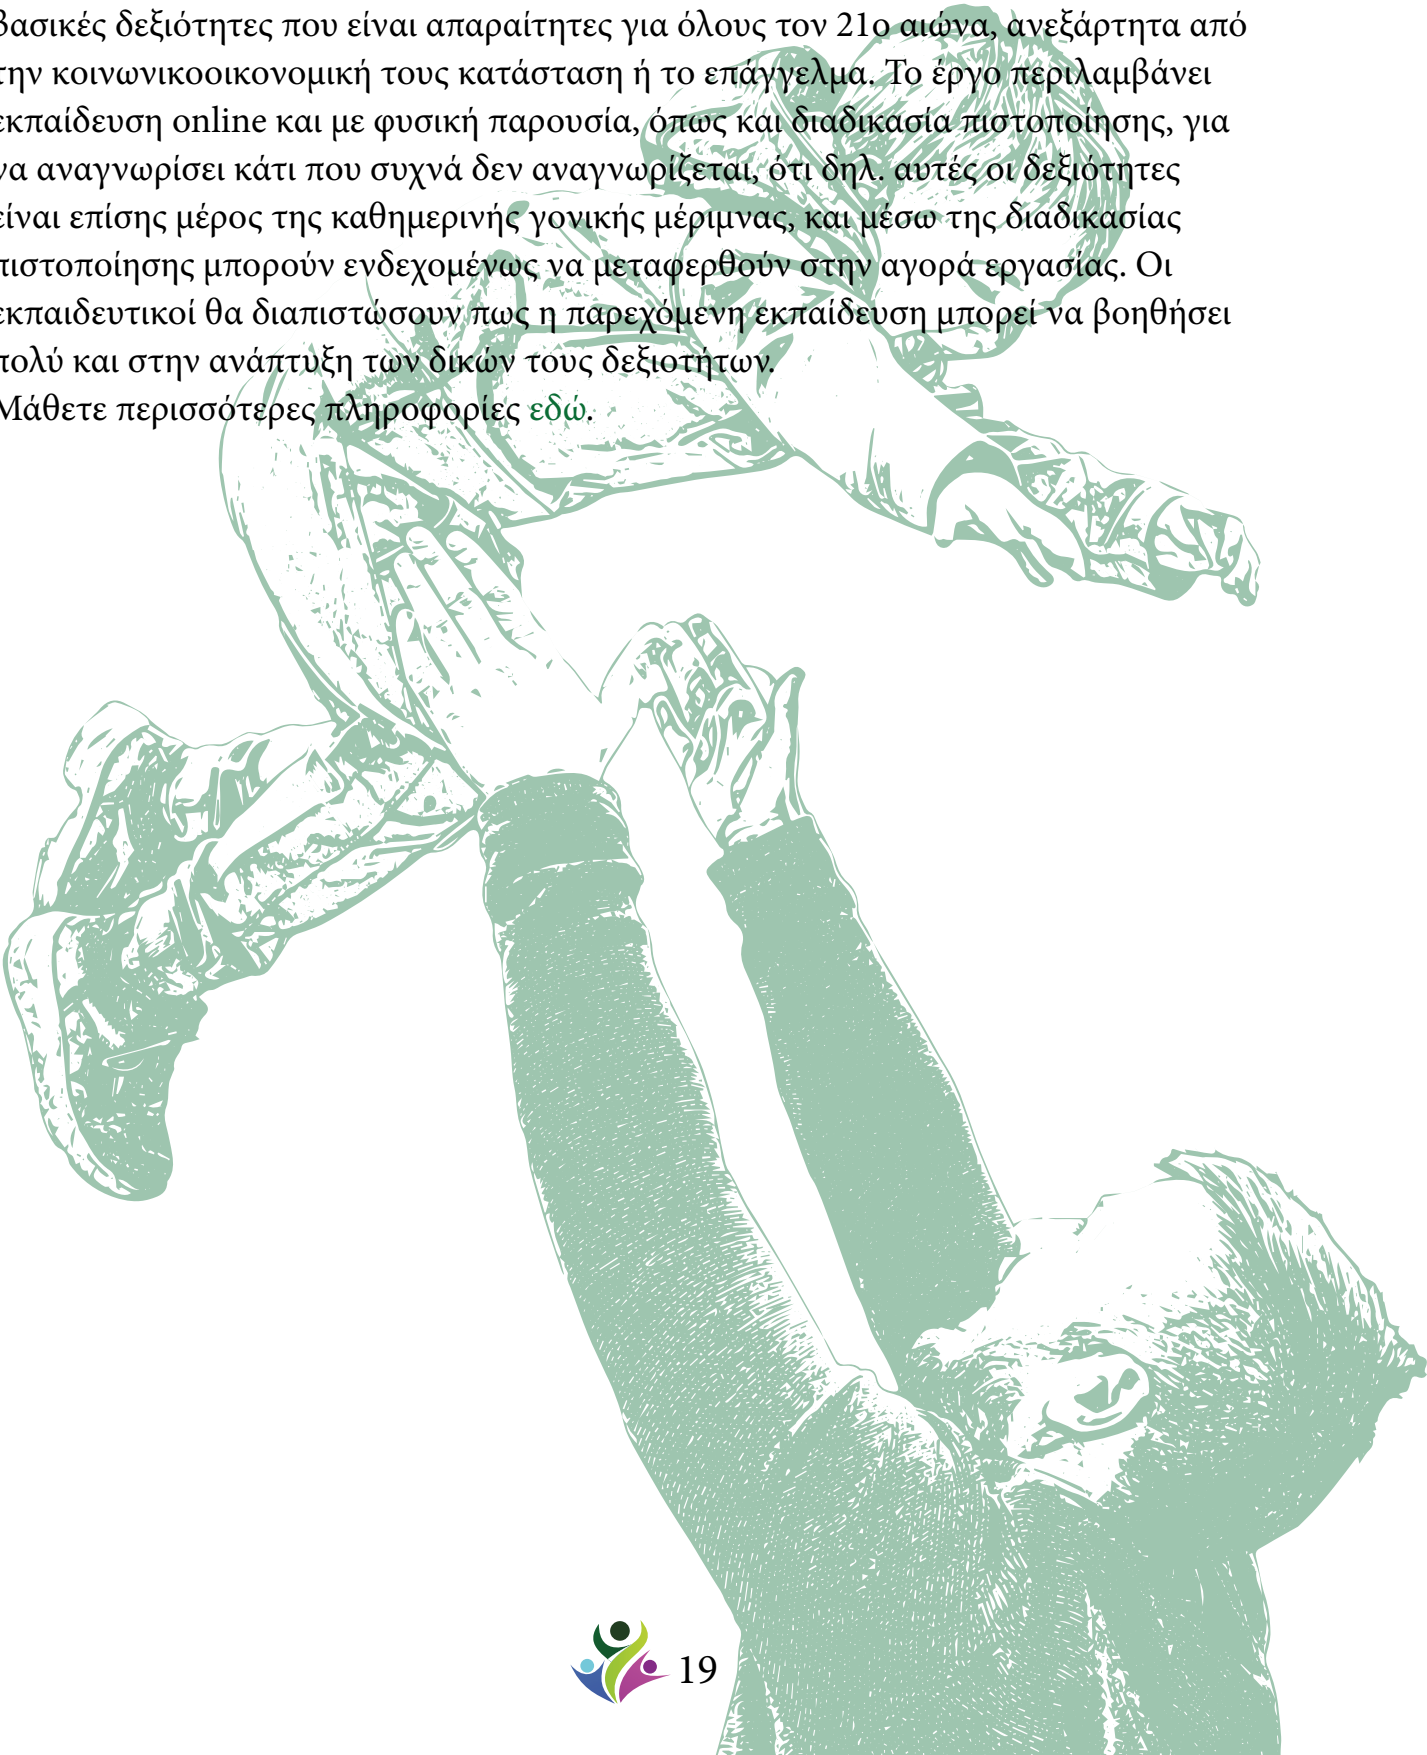 βασικές δεξιότητες που είναι απαραίτητες για όλους τον 21ο αιώνα, ανεξάρτητα από
την κοινωνικοοικονομική τους κατάσταση ή το επάγγελμα. Το έργο περιλαμβάνει
εκπαίδευση online και με φυσική παρουσία, όπως και διαδικασία πιστοποίησης, για
να αναγνωρίσει κάτι που συχνά δεν αναγνωρίζεται, ότι δηλ. αυτές οι δεξιότητες
είναι επίσης μέρος της καθημερινής γονικής μέριμνας, και μέσω της διαδικασίας
πιστοποίησης μπορούν ενδεχομένως να μεταφερθούν στην αγορά εργασίας. Οι
εκπαιδευτικοί θα διαπιστώσουν πως η παρεχόμενη εκπαίδευση μπορεί να βοηθήσει
πολύ και στην ανάπτυξη των δικών τους δεξιοτήτων.
Μάθετε περισσότερες πληροφορίες εδώ.
19